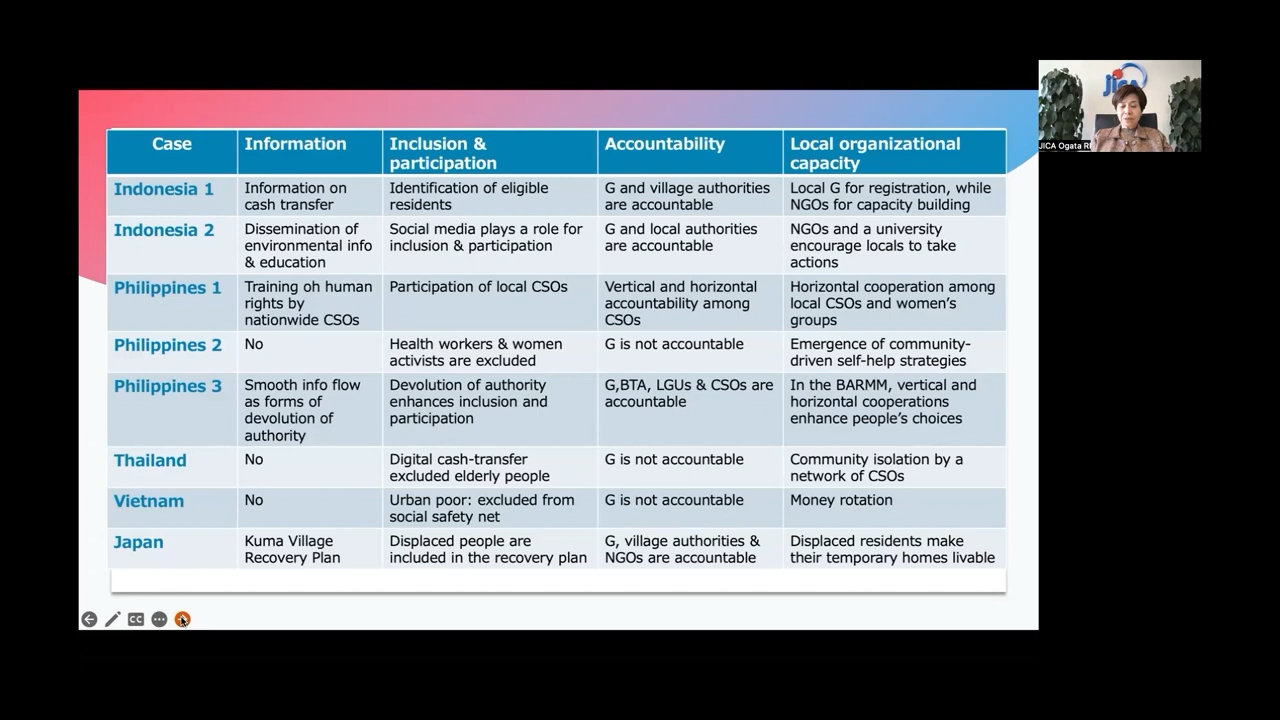 Case
Information
Inclusion &
participation
Accountability
Local organizational
capacity
Indonesia 1
Information on
cash transfer
Identification of eligible
residents
G and village authorities
are accountable
Local G for registration, while
NGOs for capacity building
Indonesia 2
Dissemination of
environmental info
& education
Social media plays a role for
inclusion & participation
G and local authorities
are accountable
NGOs and a university
encourage locals to take
actions
Philippines 1
Training oh human
rights by
nationwide CSOs
Participation of local CSOs
Vertical and horizontal
accountability among
CSOs
Horizontal cooperation among
local CSOs and women's
groups
Philippines 2
No
Health workers & women
activists are excluded
G is not accountable
Emergence of community-
driven self-help strategies
Philippines 3
Smooth info flow
as forms of
devolution of
authority
Devolution of authority
enhances inclusion and
participation
G,BTA, LGUs & CSOs are
accountable
In the BARMM, vertical and
horizontal cooperations
enhance people's choices
Thailand
No
Digital cash-transfer
excluded elderly people
G is not accountable
Community isolation by a
network of CSOs
Vietnam
No
Urban poor: excluded from
social safety net
G is not accountable
Money rotation
Japan
Kuma Village
Recovery Plan
Displaced people are
included in the recovery plan
G, village authorities &
NGOs are accountable
Displaced residents make
their temporary homes livable
CC
JICA
JICA Ogata RI